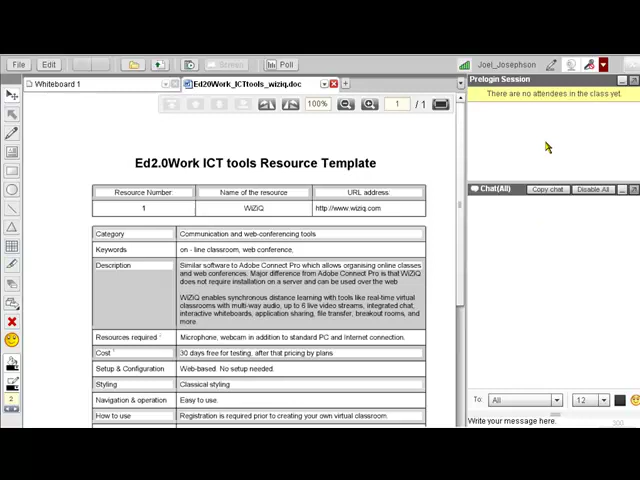 File Edit Screen Poll Joel_Josephson
Whiteboard 1 Ed20Work_ICTtools_wiziq.doc
Prelogin Session
There are no attendees in the class yet.
100% 1 / 1
Ed2.0Work ICT tools Resource Template
Resource Number Name of the resource URL address:
1 WiZiQ http://www.wiziq.com
Category Communication and web-conferencing tools
Keywords on - line classroom, web conference,
Description Similar software to Adobe Connect Pro which allows organising online classes
and web conferences. Major difference from Adobe Connect Pro is that WiZiQ
does not require installation on a server and can be used over the web
WiZiQ enables synchronous distance learning with tools like real-time virtual
classrooms with multi-way audio, up to 6 live video streams, integrated chat,
interactive whiteboards, application sharing, file transfer, breakout rooms, and
more.
Resources required Microphone, webcam in addition to standard PC and Internet connection.
Cost 30 days free for testing, after that pricing by plans
Setup & Configuration Web-based. No setup needed.
Styling Classical styling
Navigation & operation Easy to use.
How to use Registration is required prior to creating your own virtual classroom.
2
Chat(All) Copy chat Disable All
To: All 12
Write your message here. 300